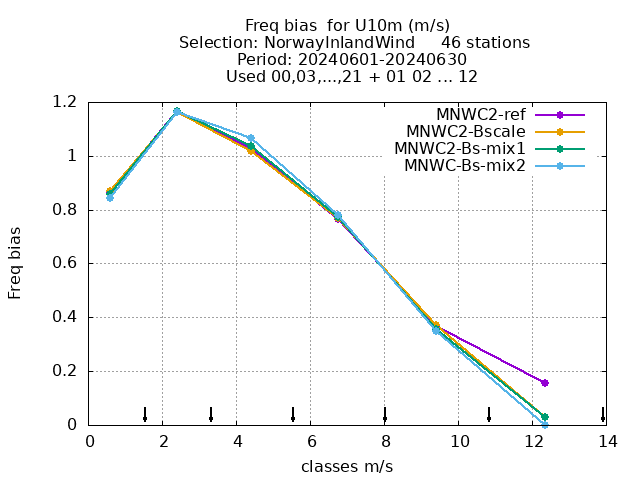 Freq bias  for U10m (m/s)
Selection: NorwayInlandWind     46 stations
Period: 20240601-20240630
Used 00,03,...,21 + 01 02 ... 12
MNWC2-ref
MNWC2-Bscale
MNWC2-Bs-mix1
MNWC-Bs-mix2
Freq bias
1.2
1
0.8
0.6
0.4
0.2
0
0 2 4 6 8 10 12 14
classes m/s